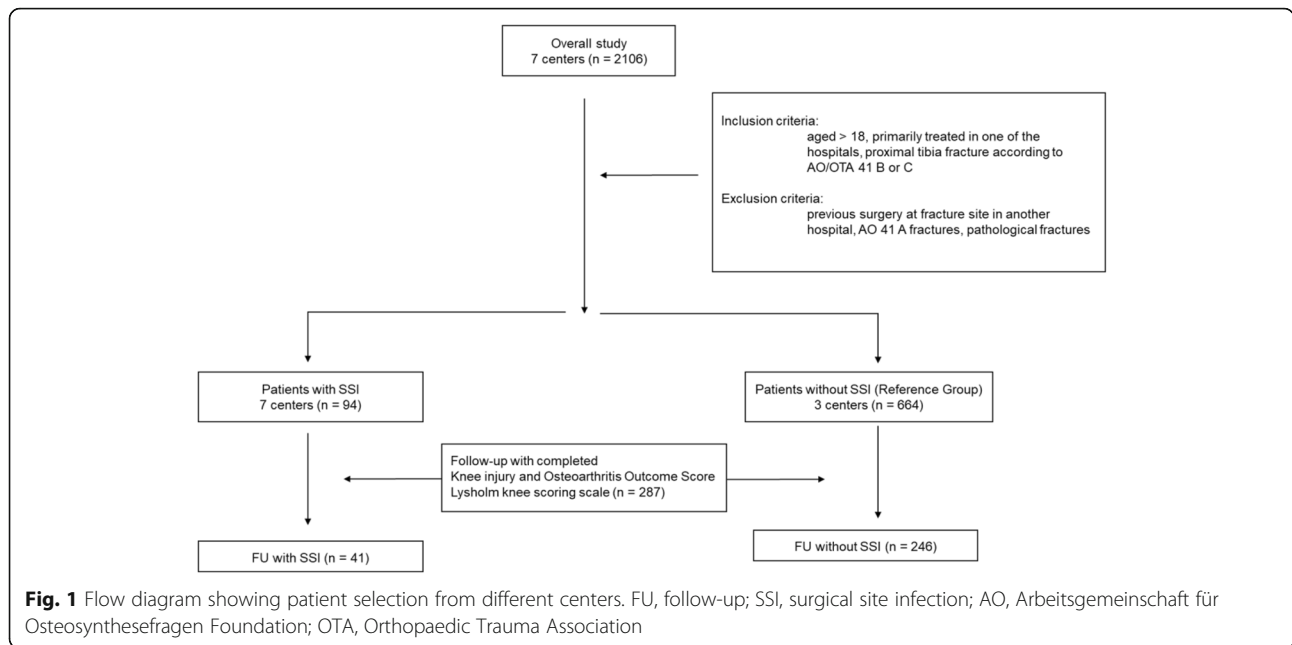 Overall study
7 centers (n = 2106)
Inclusion criteria:
aged > 18, primarily treated in one of the
hospitals, proximal tibia fracture according to
AO/OTA 41 B or C
Exclusion criteria:
previous surgery at fracture site in another
hospital, AO 41 A fractures, pathological fractures
Patients with SSI
7 centers (n = 94)
Patients without SSI (Reference Group)
3 centers (n = 664)
Follow-up with completed
Knee injury and Osteoarthritis Outcome Score
Lysholm knee scoring scale (n = 287)
FU with SSI (n = 41)
FU without SSI (n = 246)
Fig. 1 Flow diagram showing patient selection from different centers. FU, follow-up; SSI, surgical site infection; AO, Arbeitsgemeinschaft für
Osteosynthesefragen Foundation; OTA, Orthopaedic Trauma Association